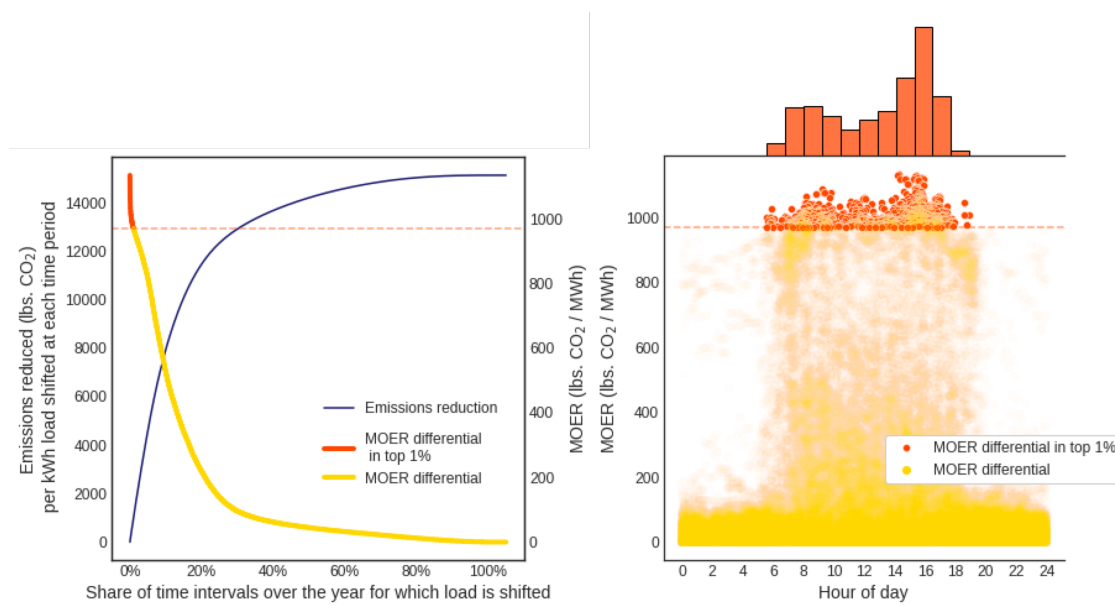 Emissions reduced (lbs. CO₂)
per kWh load shifted at each time period
14000
12000
10000
8000
6000
4000
2000
0
Emissions reduction
MOER differential
in top 1%
MOER differential
1000
800
600
400
200
0
MOER (lbs. CO₂ / MWh)
0% 20% 40% 60% 80% 100%
Share of time intervals over the year for which load is shifted
MOER (lbs. CO₂ / MWh)
1000
800
600
400
200
0
MOER differential in top 1%
MOER differential
0 2 4 6 8 10 12 14 16 18 20 22 24
Hour of day